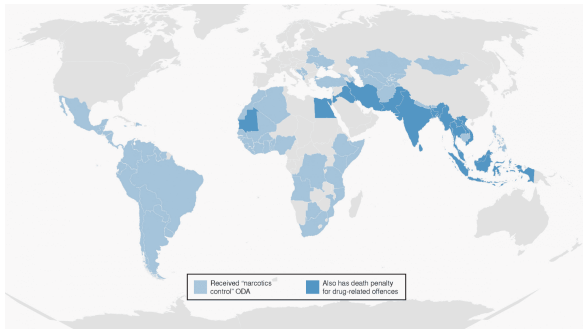 Received "narcotics
control" ODA
Also has death penalty
for drug-related offences